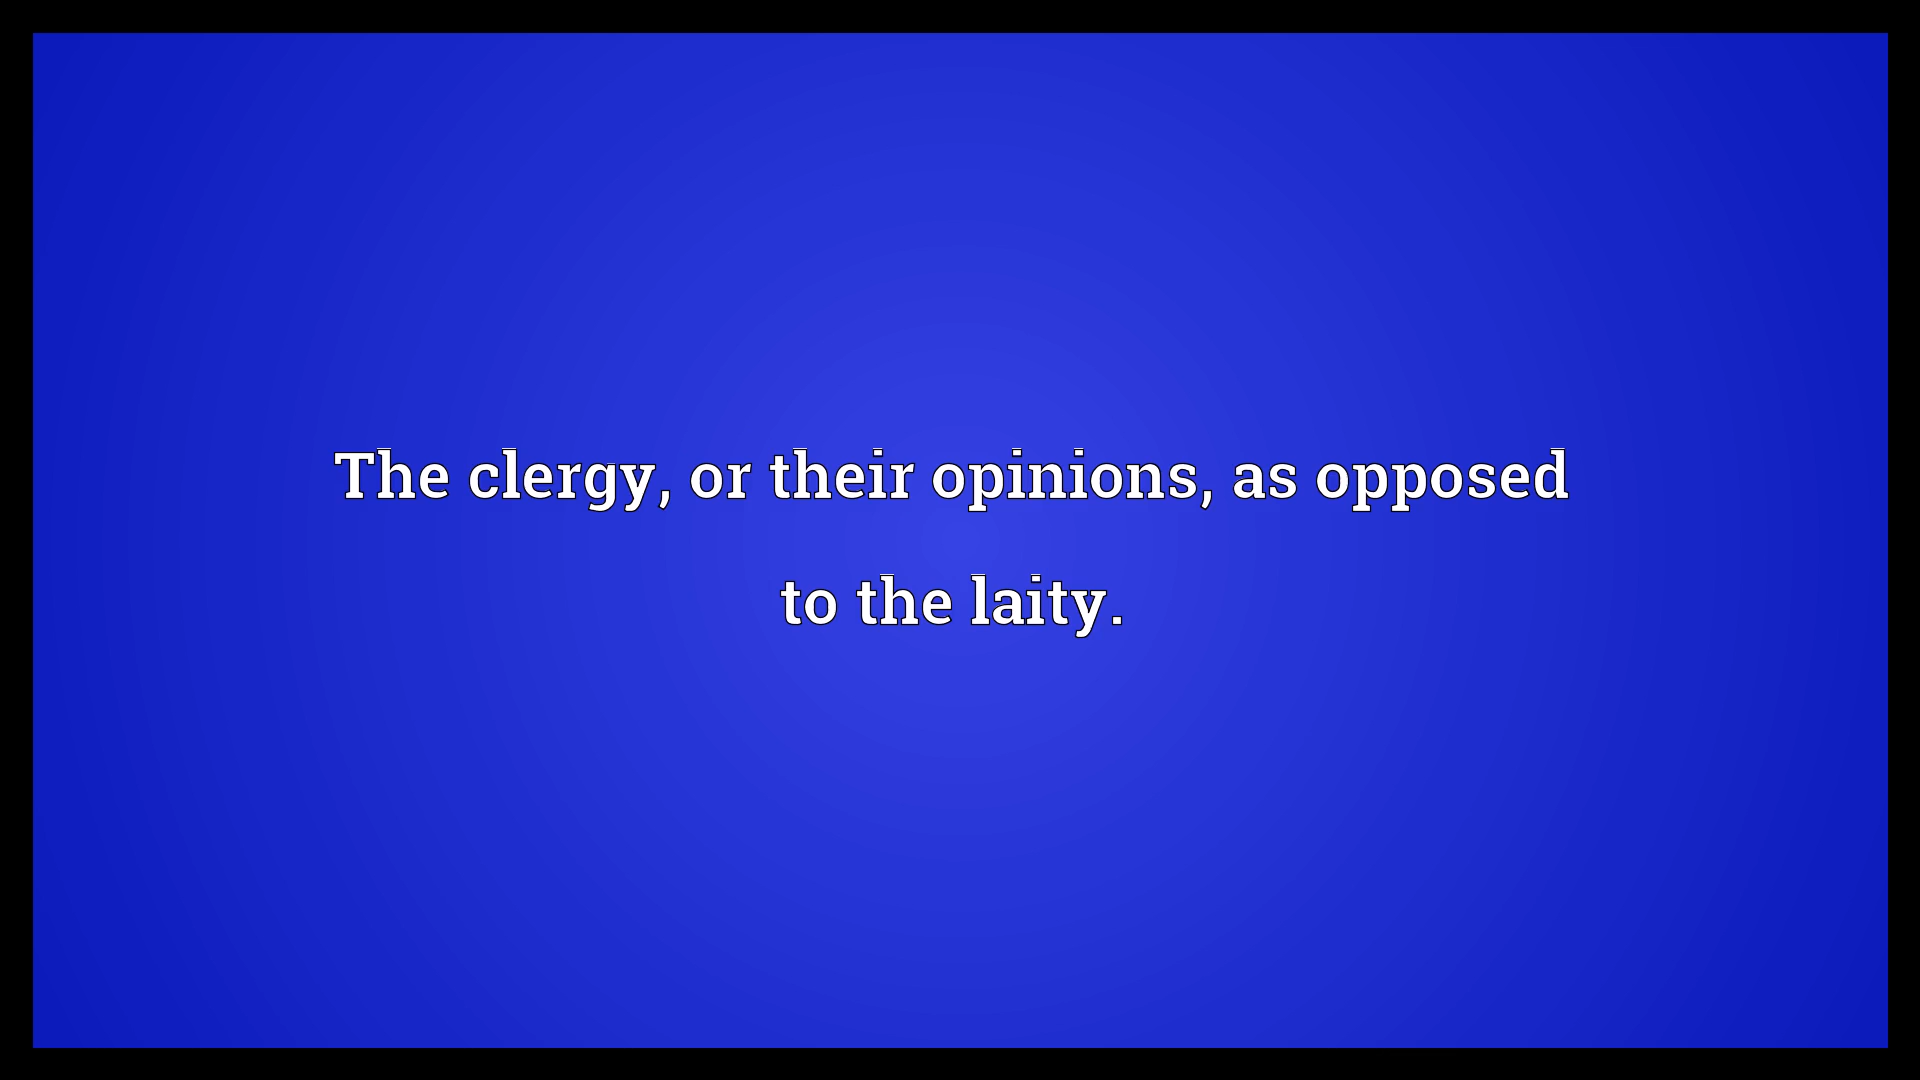 The clergy, or their opinions, as opposed
to the laity.